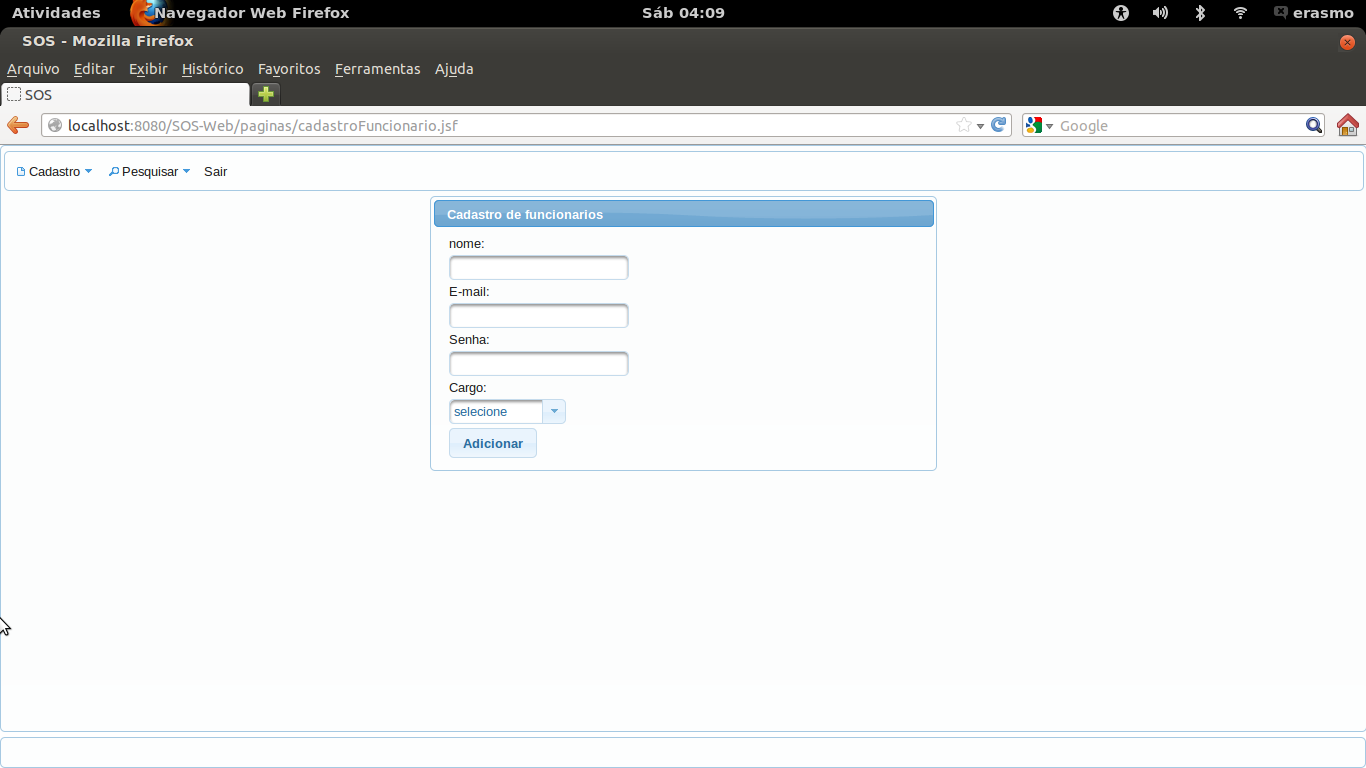 Atividades Navegador Web Firefox Sáb 04:09 erasmo
SOS - Mozilla Firefox
Arquivo Editar Exibir Histórico Favoritos Ferramentas Ajuda
SOS
localhost:8080/SOS-Web/paginas/cadastroFuncionario.jsf Google
Cadastro Pesquisar Sair
Cadastro de funcionarios
nome:
E-mail:
Senha:
Cargo:
selecione
Adicionar